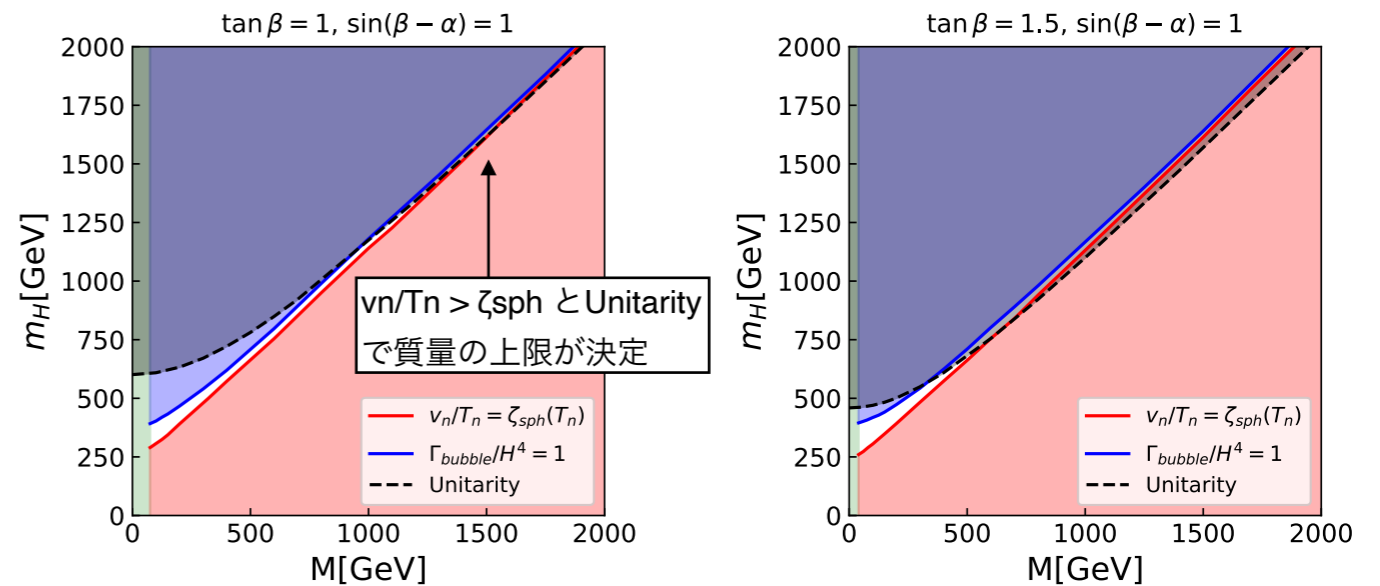 tan β = 1, sin(β − α) = 1
2000
1750
1500
1250
1000
750
500
250
0
m_H[GeV]
0 500 1000 1500 2000
M[GeV]
vn/Tn > ζsph とUnitarity
で質量の上限が決定
v_n/T_n = ζ_sph(T_n)
Γ_bubble/H^4 = 1
Unitarity
tan β = 1.5, sin(β − α) = 1
2000
1750
1500
1250
1000
750
500
250
0
m_H[GeV]
0 500 1000 1500 2000
M[GeV]
v_n/T_n = ζ_sph(T_n)
Γ_bubble/H^4 = 1
Unitarity